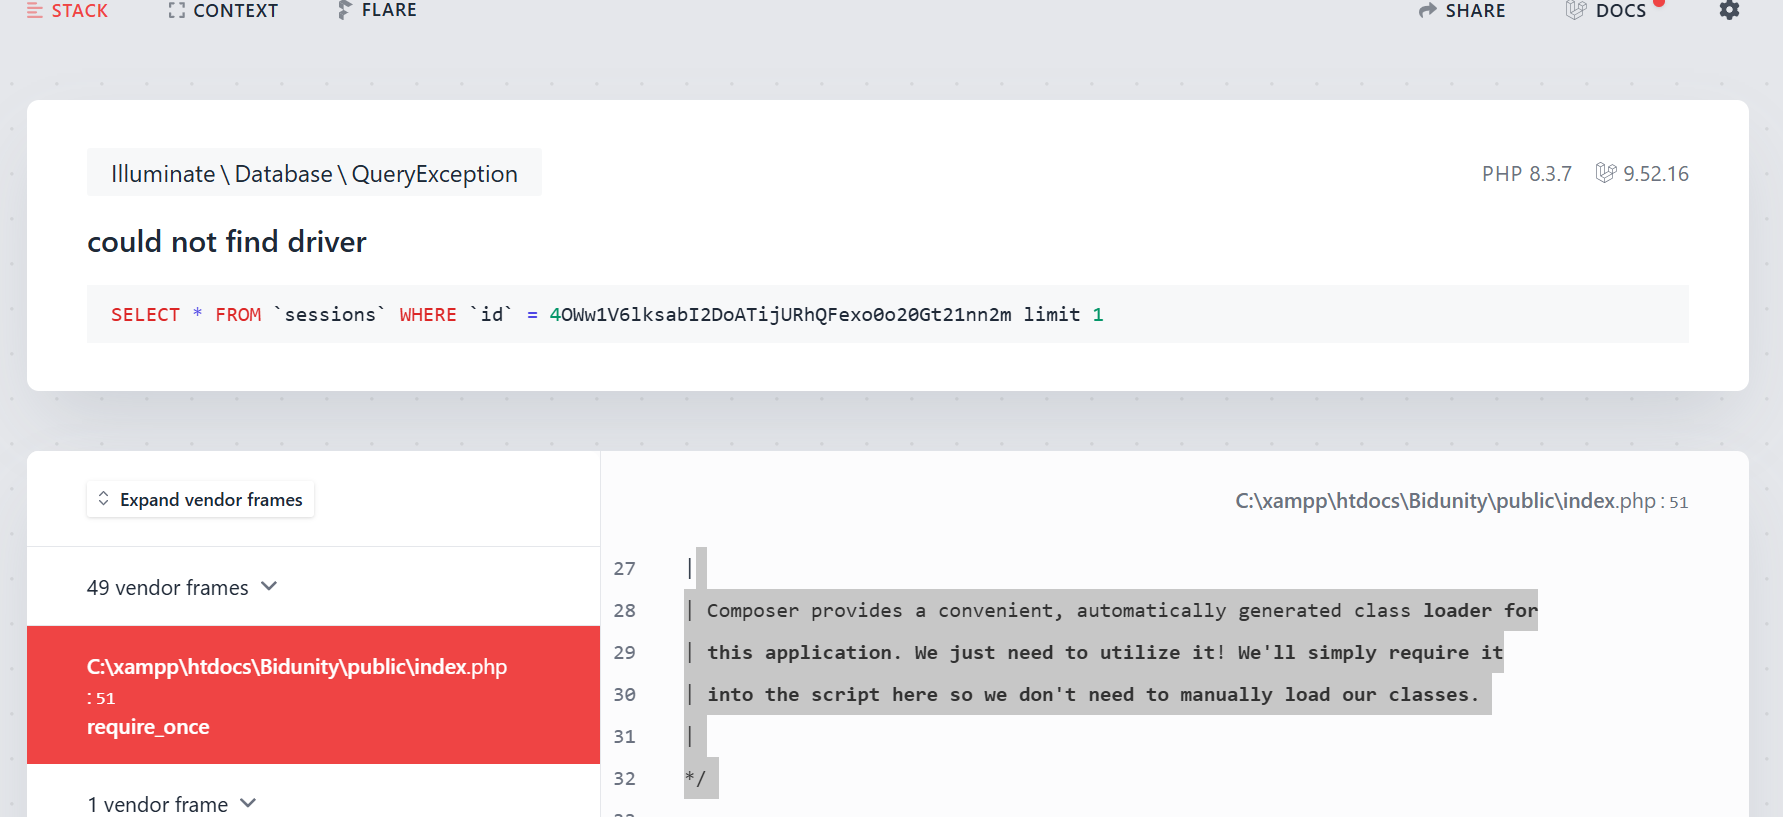 STACK CONTEXT FLARE SHARE DOCS
Illuminate\Database\QueryException
PHP 8.3.7 9.52.16
could not find driver
SELECT * FROM `sessions` WHERE `id` = 4OWw1V6lksabI2DoATijURhQFexo0o20Gt21nn2m limit 1
Expand vendor frames
49 vendor frames
C:\xampp\htdocs\Bidunity\public\index.php
:51
require_once
1 vendor frame
C:\xampp\htdocs\Bidunity\public\index.php:51
27 |
28 | Composer provides a convenient, automatically generated class loader for
29 | this application. We just need to utilize it! We'll simply require it
30 | into the script here so we don't need to manually load our classes.
31 |
32 */